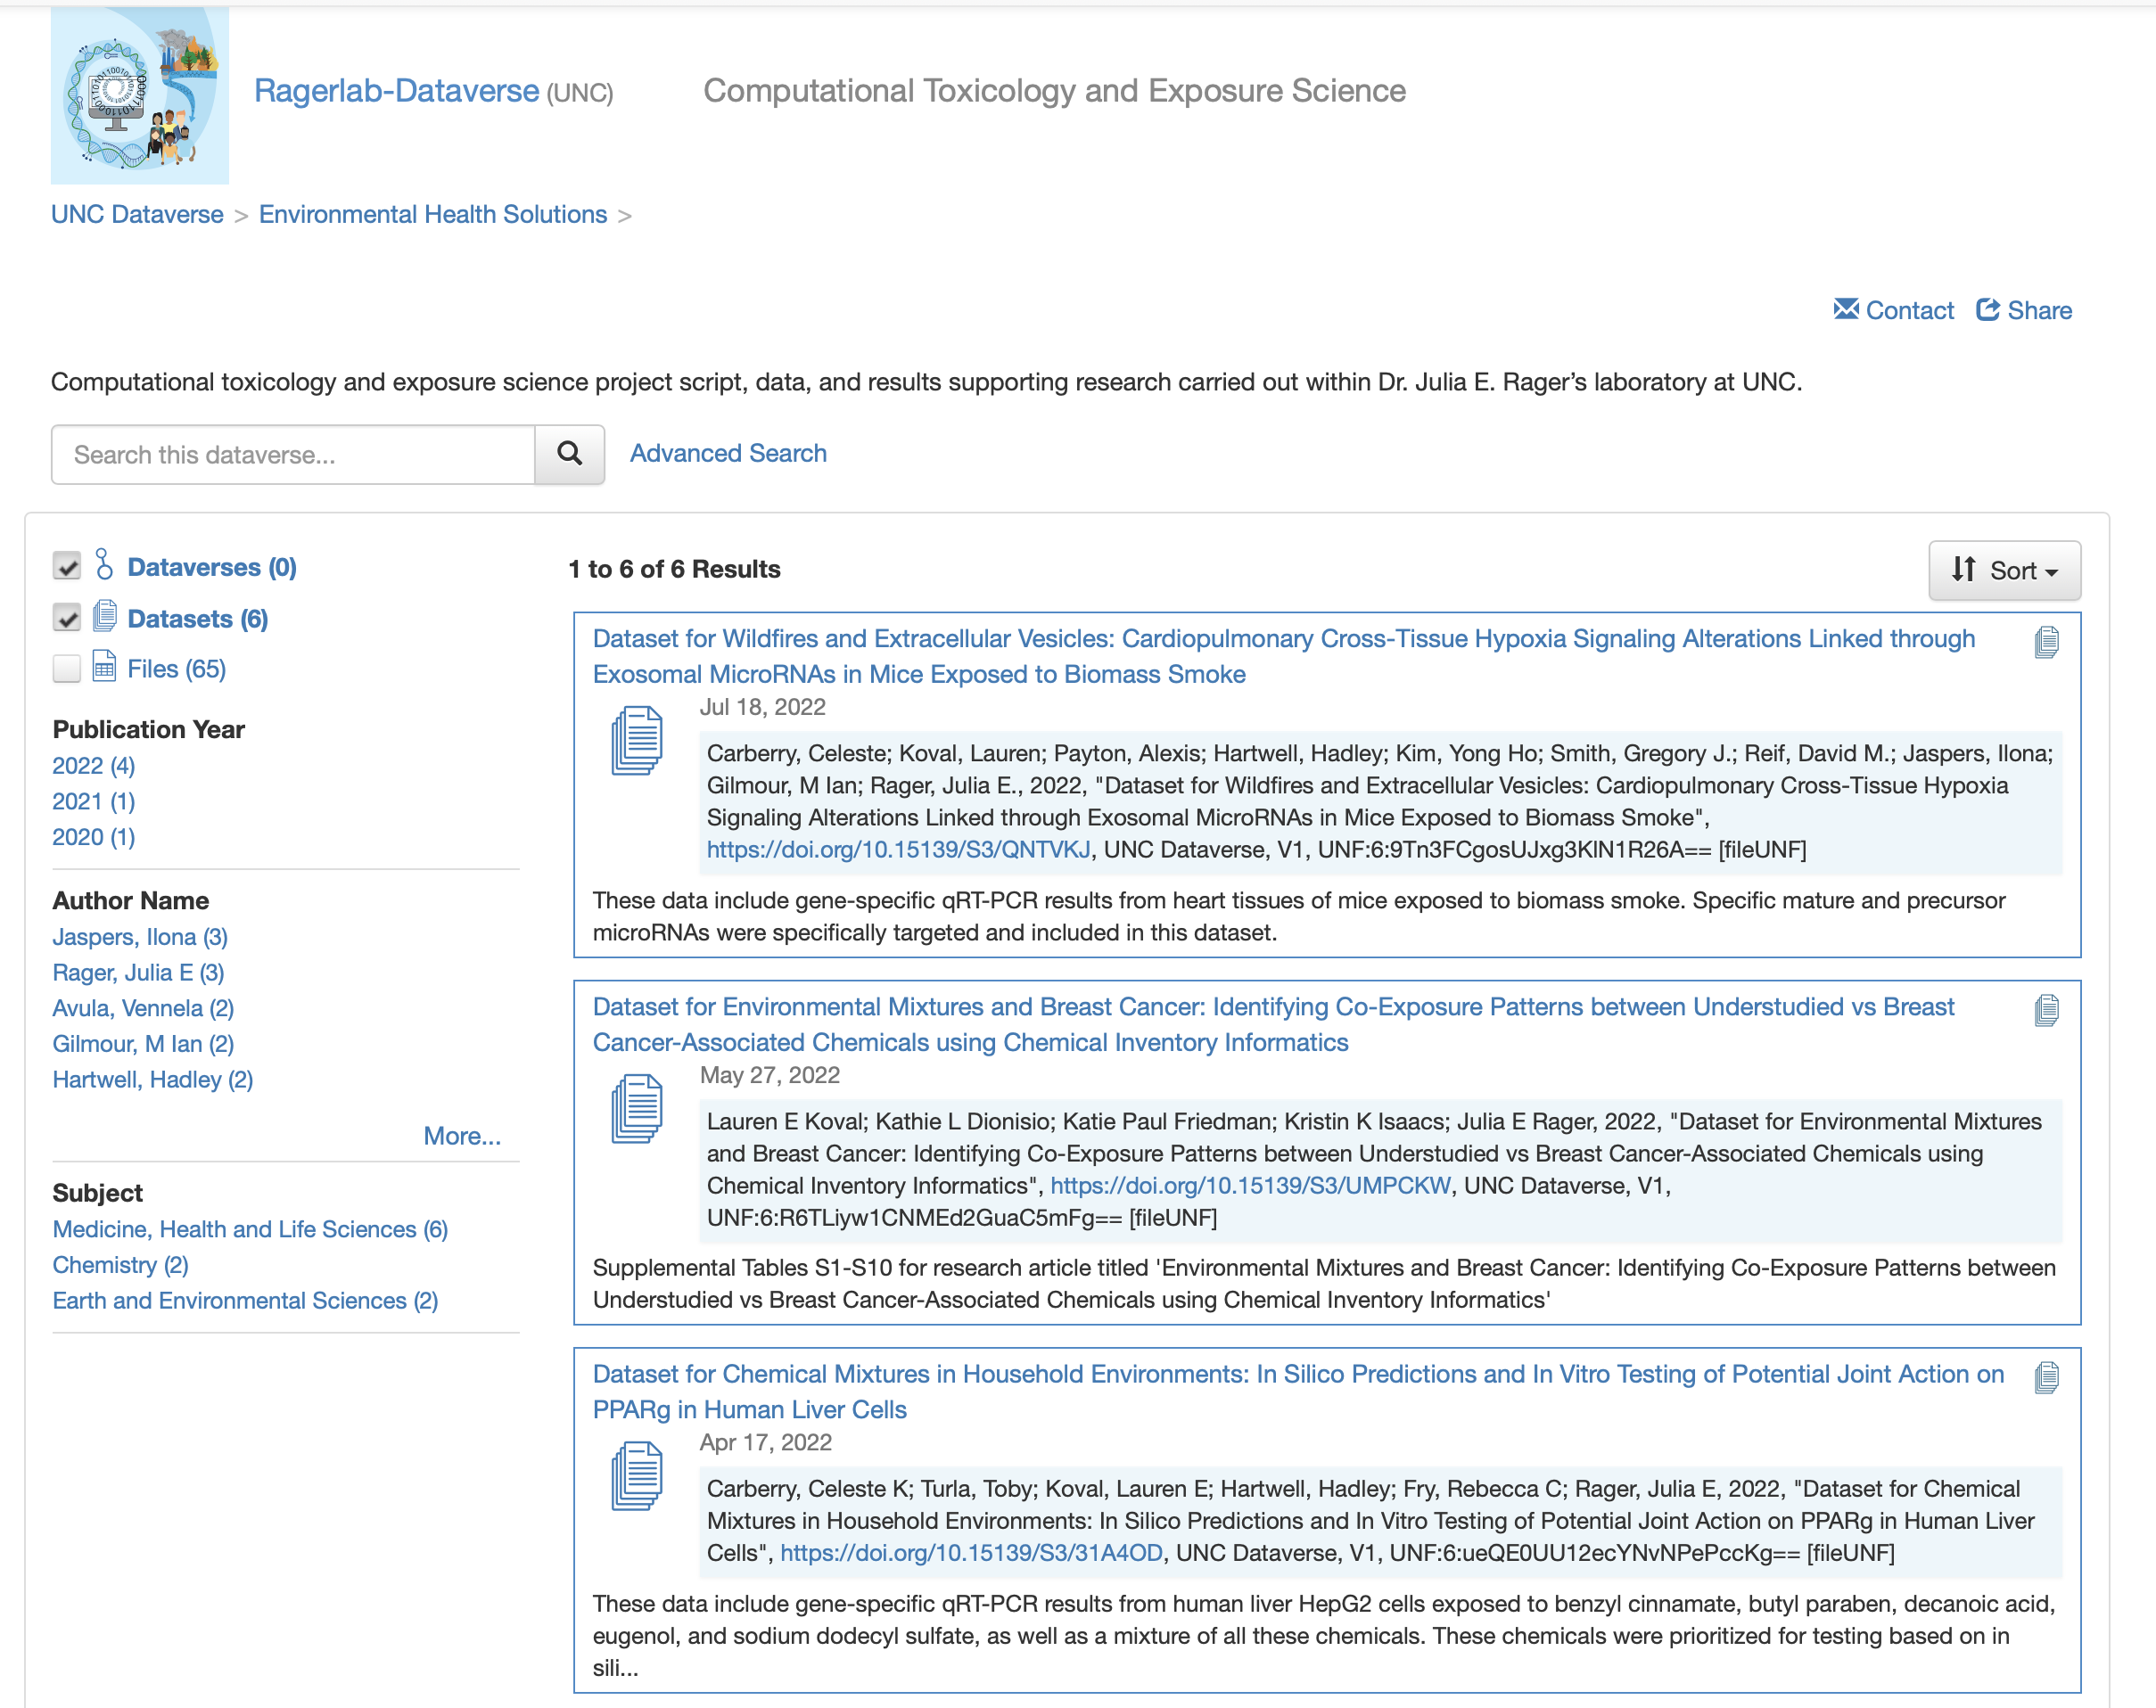 Ragerlab-Dataverse (UNC)
Computational Toxicology and Exposure Science
UNC Dataverse > Environmental Health Solutions >
Contact Share
Computational toxicology and exposure science project script, data, and results supporting research carried out within Dr. Julia E. Rager’s laboratory at UNC.
Search this dataverse...
Advanced Search
Dataverses (0)
Datasets (6)
Files (65)
Publication Year
2022 (4)
2021 (1)
2020 (1)
Author Name
Jaspers, Ilona (3)
Rager, Julia E (3)
Avula, Vennela (2)
Gilmour, M Ian (2)
Hartwell, Hadley (2)
More...
Subject
Medicine, Health and Life Sciences (6)
Chemistry (2)
Earth and Environmental Sciences (2)
1 to 6 of 6 Results
Sort
Dataset for Wildfires and Extracellular Vesicles: Cardiopulmonary Cross-Tissue Hypoxia Signaling Alterations Linked through
Exosomal MicroRNAs in Mice Exposed to Biomass Smoke
Jul 18, 2022
Carberry, Celeste; Koval, Lauren; Payton, Alexis; Hartwell, Hadley; Kim, Yong Ho; Smith, Gregory J.; Reif, David M.; Jaspers, Ilona;
Gilmour, M Ian; Rager, Julia E., 2022, "Dataset for Wildfires and Extracellular Vesicles: Cardiopulmonary Cross-Tissue Hypoxia
Signaling Alterations Linked through Exosomal MicroRNAs in Mice Exposed to Biomass Smoke",
https://doi.org/10.15139/S3/QNTVKJ, UNC Dataverse, V1, UNF:6:9Tn3FCgosUJxg3KIN1R26A== [fileUNF]
These data include gene-specific qRT-PCR results from heart tissues of mice exposed to biomass smoke. Specific mature and precursor
microRNAs were specifically targeted and included in this dataset.
Dataset for Environmental Mixtures and Breast Cancer: Identifying Co-Exposure Patterns between Understudied vs Breast
Cancer-Associated Chemicals using Chemical Inventory Informatics
May 27, 2022
Lauren E Koval; Kathie L Dionisio; Katie Paul Friedman; Kristin K Isaacs; Julia E Rager, 2022, "Dataset for Environmental Mixtures
and Breast Cancer: Identifying Co-Exposure Patterns between Understudied vs Breast Cancer-Associated Chemicals using
Chemical Inventory Informatics", https://doi.org/10.15139/S3/UMPCKW, UNC Dataverse, V1,
UNF:6:R6TLiyw1CNMEd2GuaC5mFg== [fileUNF]
Supplemental Tables S1-S10 for research article titled 'Environmental Mixtures and Breast Cancer: Identifying Co-Exposure Patterns between
Understudied vs Breast Cancer-Associated Chemicals using Chemical Inventory Informatics'
Dataset for Chemical Mixtures in Household Environments: In Silico Predictions and In Vitro Testing of Potential Joint Action on
PPARg in Human Liver Cells
Apr 17, 2022
Carberry, Celeste K; Turla, Toby; Koval, Lauren E; Hartwell, Hadley; Fry, Rebecca C; Rager, Julia E, 2022, "Dataset for Chemical
Mixtures in Household Environments: In Silico Predictions and In Vitro Testing of Potential Joint Action on PPARg in Human Liver
Cells", https://doi.org/10.15139/S3/31A4OD, UNC Dataverse, V1, UNF:6:ueQE0UU12ecYNvNPePccKg== [fileUNF]
These data include gene-specific qRT-PCR results from human liver HepG2 cells exposed to benzyl cinnamate, butyl paraben, decanoic acid,
eugenol, and sodium dodecyl sulfate, as well as a mixture of all these chemicals. These chemicals were prioritized for testing based on in
sili...